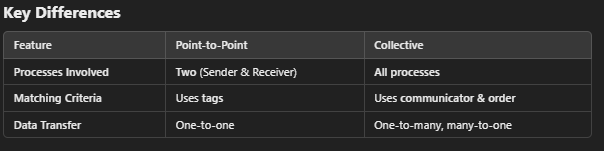 Key Differences
Feature Point-to-Point Collective
Processes Involved Two (Sender & Receiver) All processes
Matching Criteria Uses tags Uses communicator & order
Data Transfer One-to-one One-to-many, many-to-one